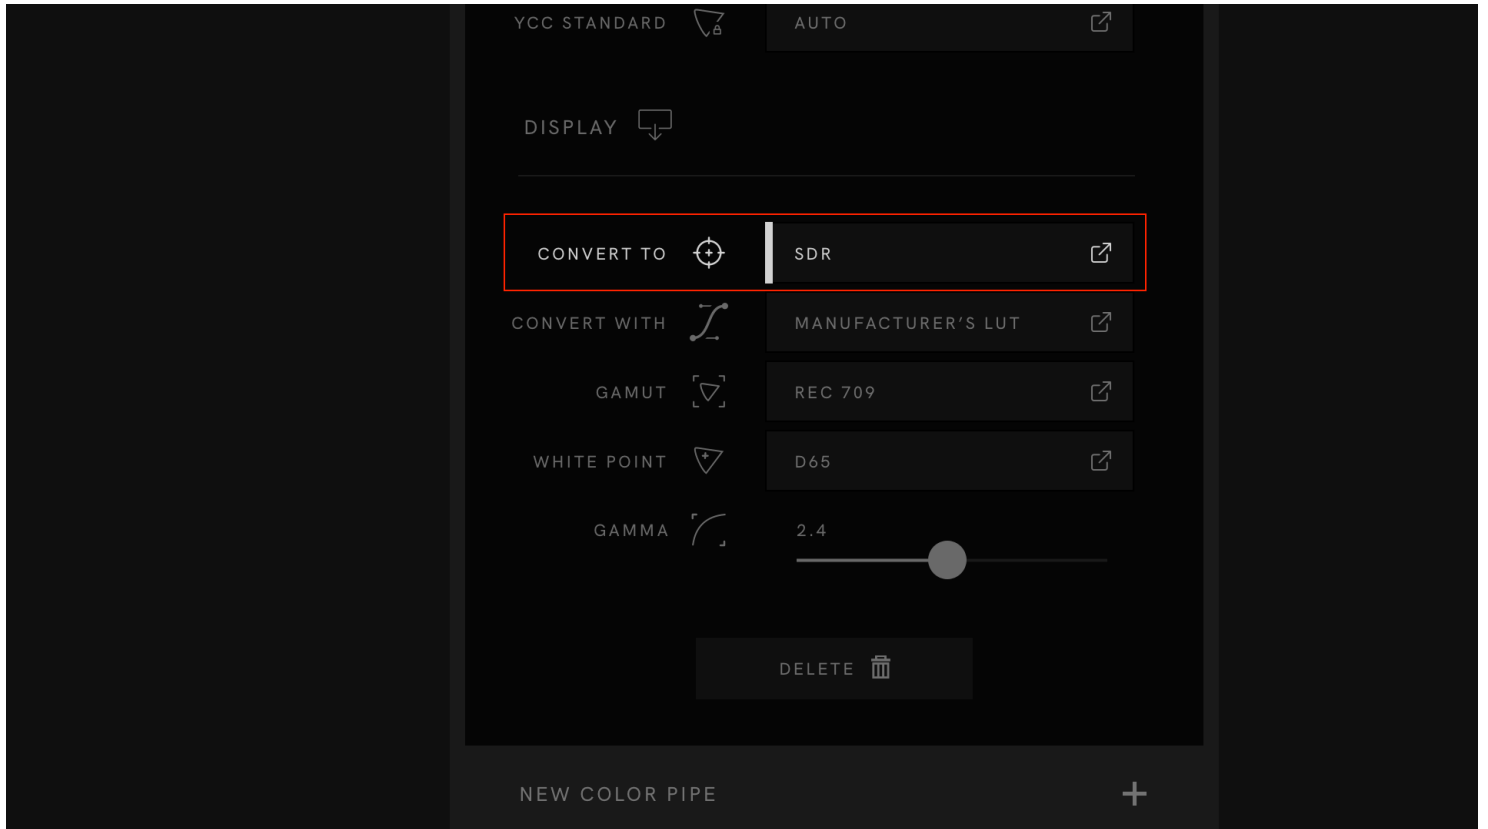 YCC STANDARD AUTO
DISPLAY
CONVERT TO SDR
CONVERT WITH MANUFACTURER’S LUT
GAMUT REC 709
WHITE POINT D65
GAMMA 2.4
DELETE
NEW COLOR PIPE +